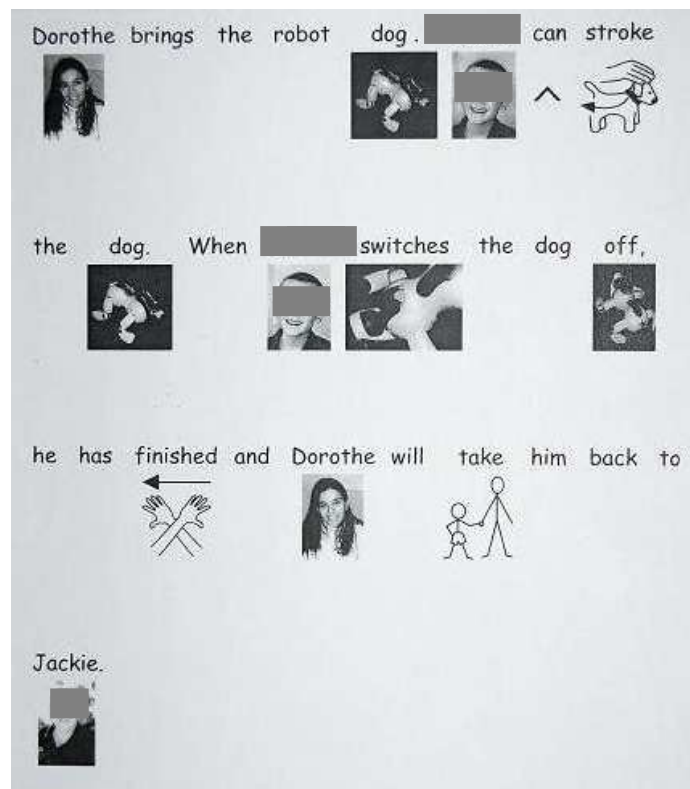 Dorothe brings the robot dog. can stroke
the dog. When switches the dog off,
he has finished and Dorothe will take him back to
Jackie.